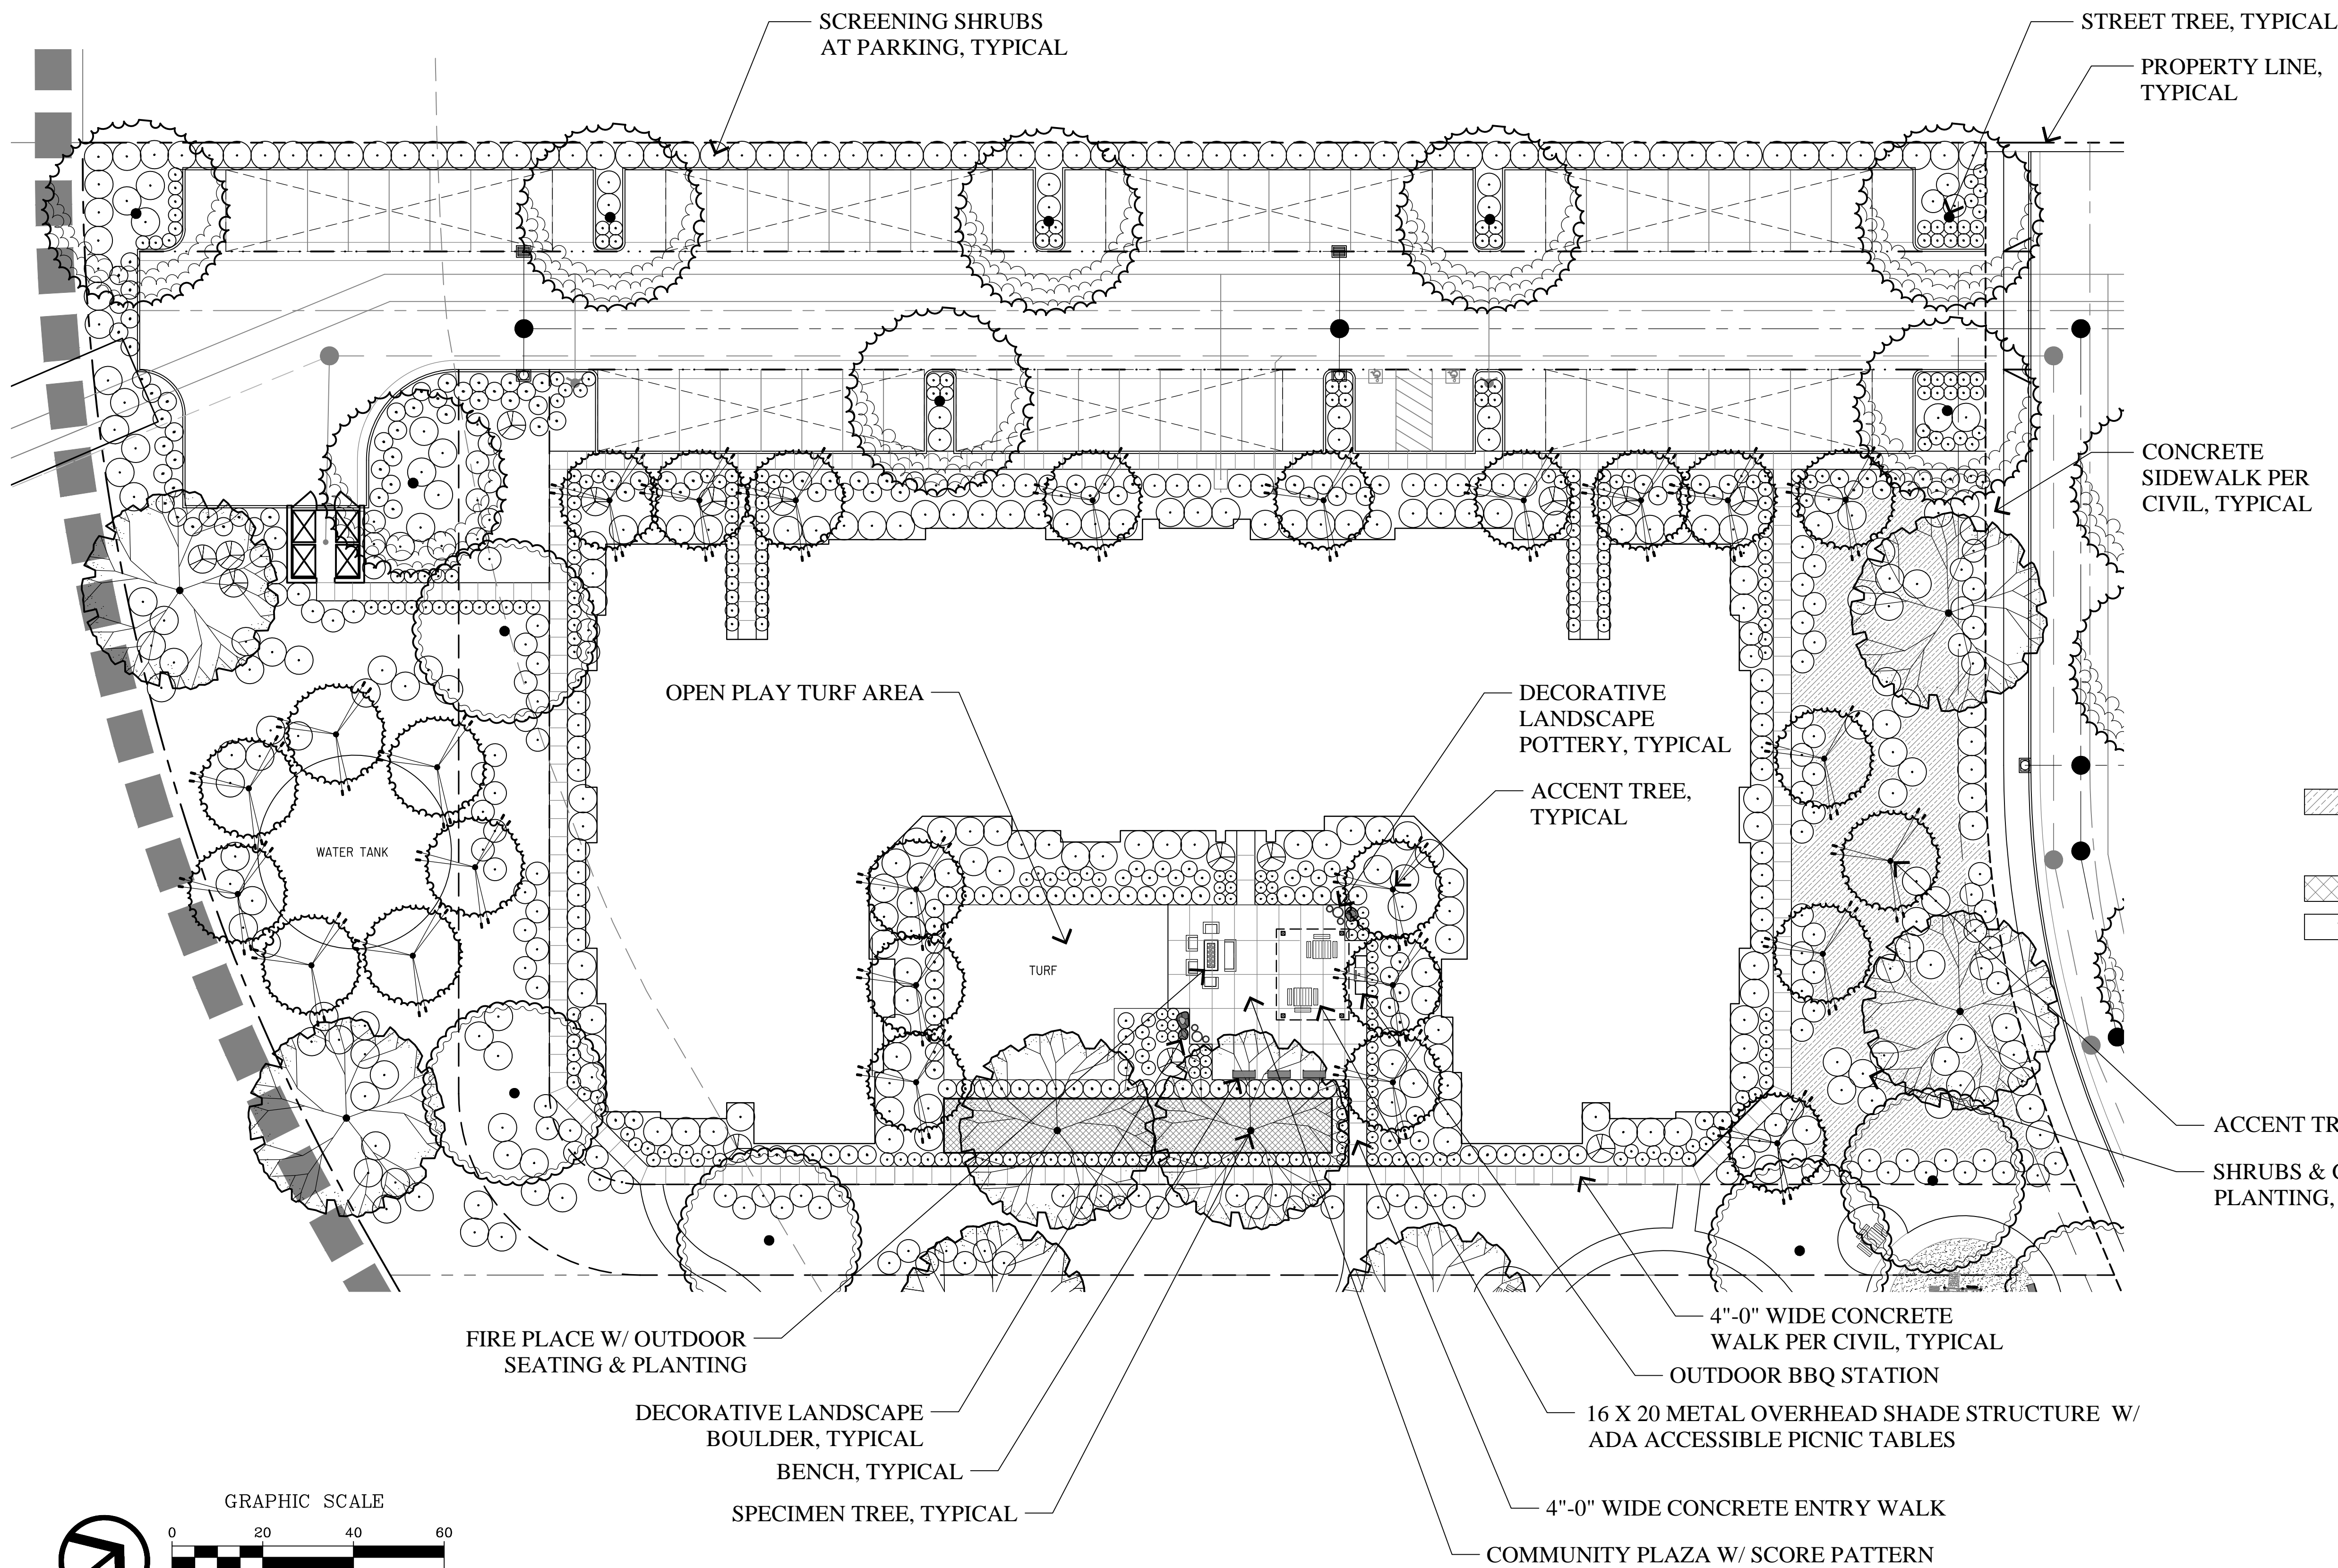 SCREENING SHRUBS
AT PARKING, TYPICAL
STREET TREE, TYPICAL
PROPERTY LINE,
TYPICAL
CONCRETE
SIDEWALK PER
CIVIL, TYPICAL
OPEN PLAY TURF AREA
DECORATIVE
LANDSCAPE
POTTERY, TYPICAL
ACCENT TREE,
TYPICAL
WATER TANK
TURF
ACCENT TR
SHRUBS & 
PLANTING,
FIRE PLACE W/ OUTDOOR
SEATING & PLANTING
DECORATIVE LANDSCAPE
BOULDER, TYPICAL
BENCH, TYPICAL
SPECIMEN TREE, TYPICAL
4"-0" WIDE CONCRETE
WALK PER CIVIL, TYPICAL
OUTDOOR BBQ STATION
16 X 20 METAL OVERHEAD SHADE STRUCTURE W/
ADA ACCESSIBLE PICNIC TABLES
4"-0" WIDE CONCRETE ENTRY WALK
COMMUNITY PLAZA W/ SCORE PATTERN
GRAPHIC SCALE
0 20 40 60